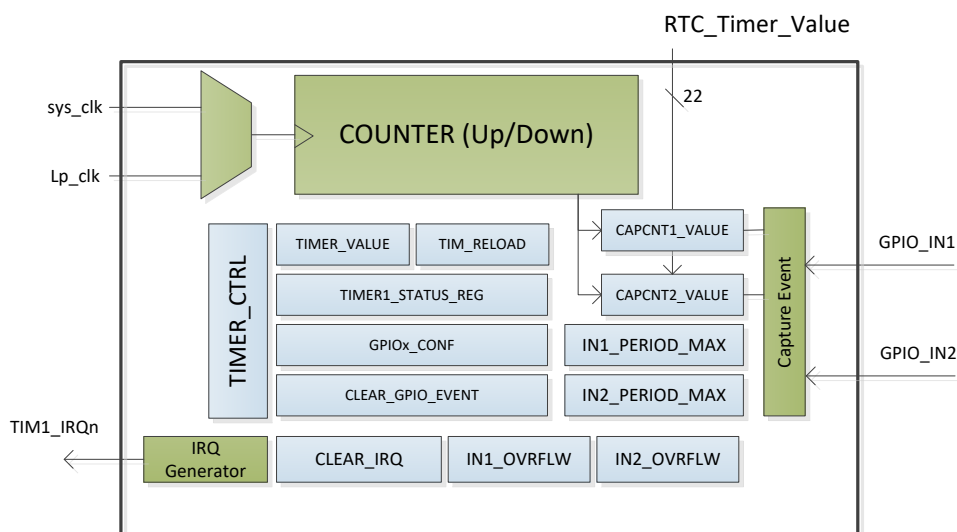 RTC_Timer_Value
sys_clk
22
COUNTER (Up/Down)
Lp_clk
CAPCNT1_VALUE
TIMER_VALUE
TIM_RELOAD
GPIO_IN1
TIMER_CTRL
TIMER1_STATUS_REG
CAPCNT2_VALUE
Capture Event
GPIOx_CONF
IN1_PERIOD_MAX
GPIO_IN2
CLEAR_GPIO_EVENT
IN2_PERIOD_MAX
TIM1_IRQn
IRQ
Generator
CLEAR_IRQ
IN1_OVRFLW
IN2_OVRFLW